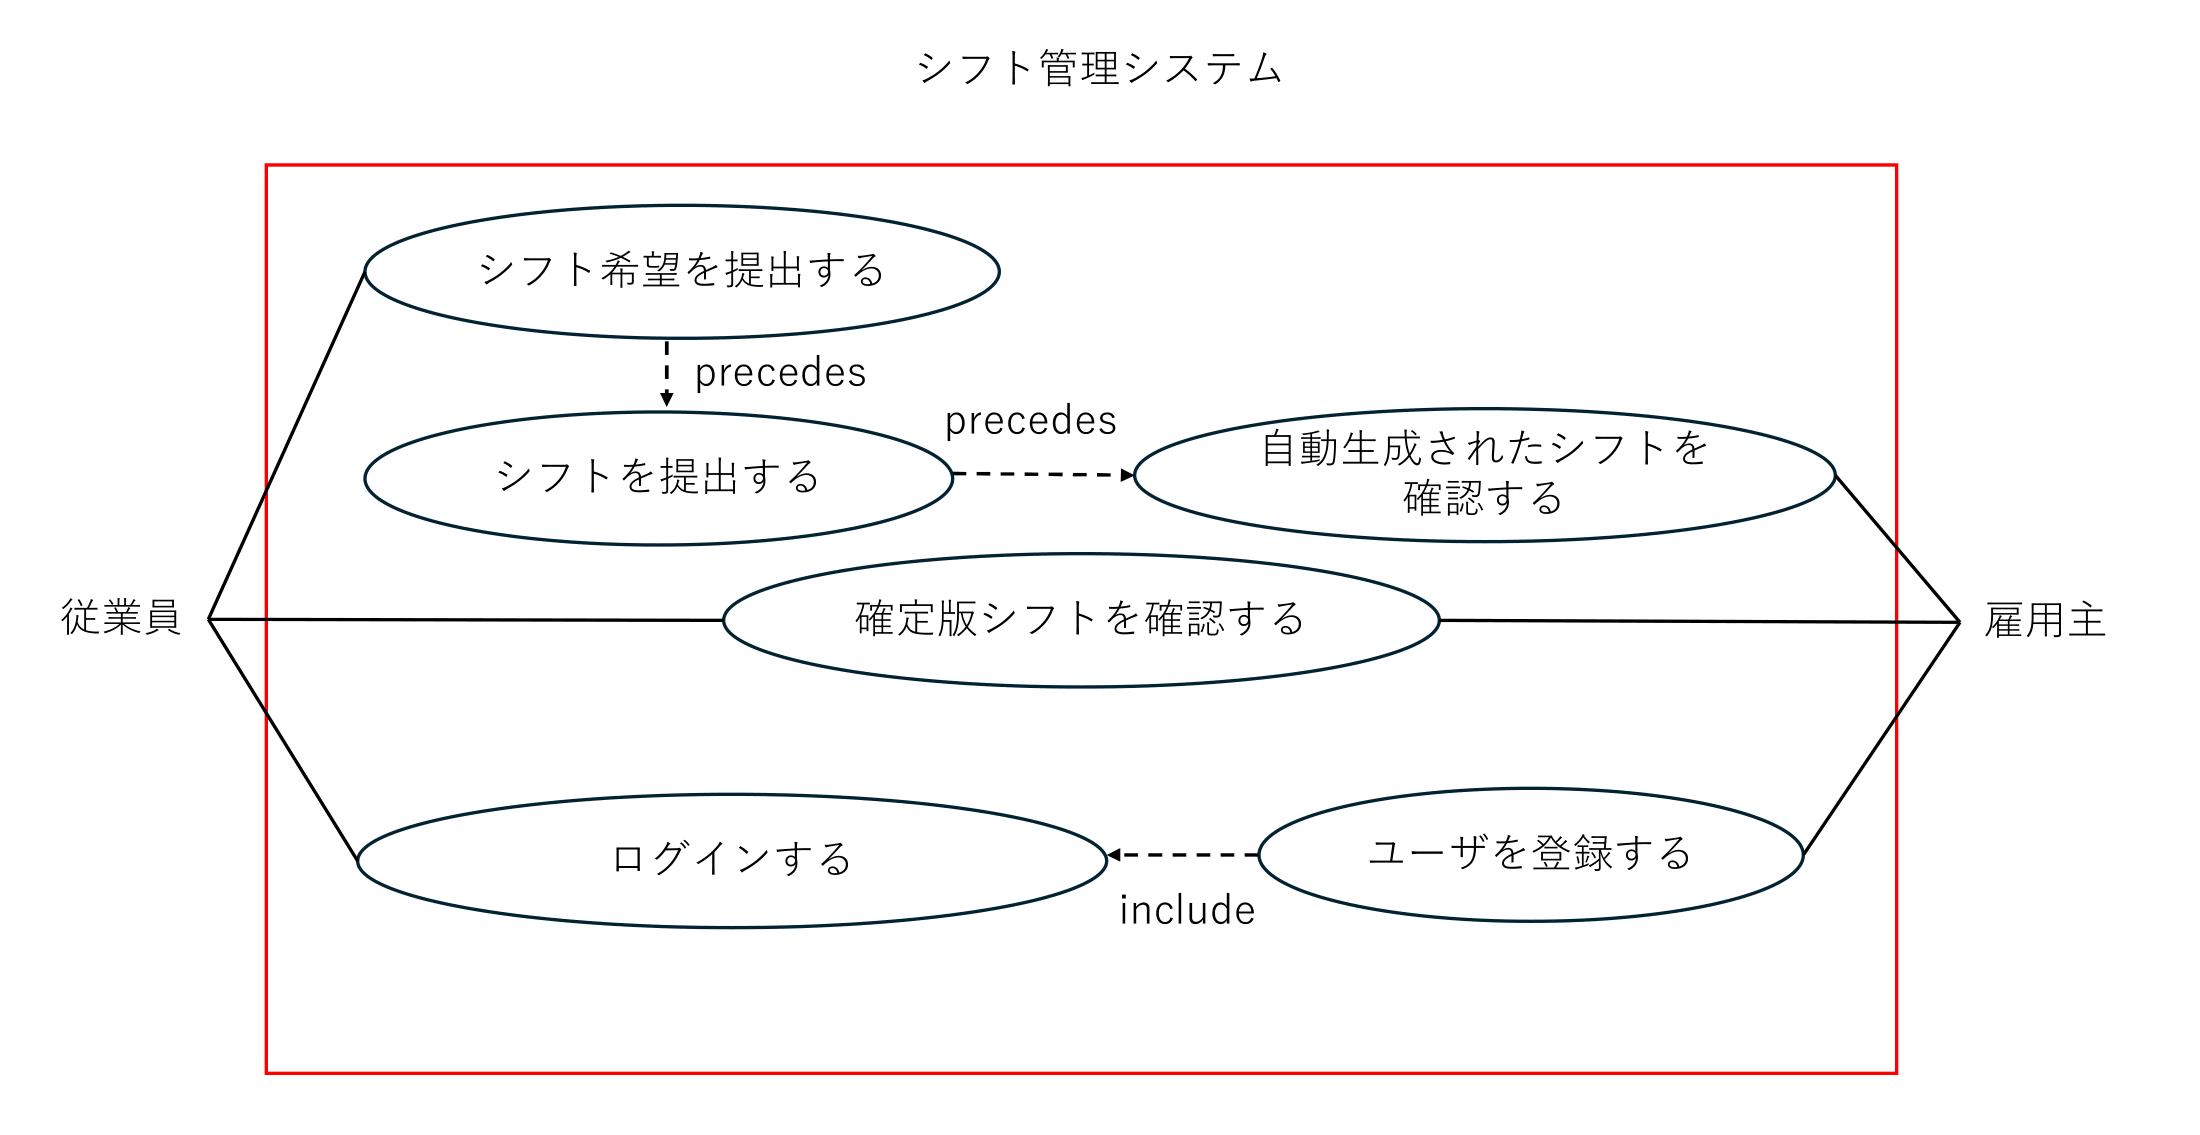 シフト管理システム
シフト希望を提出する
precedes
precedes
シフトを提出する
自動生成されたシフトを
確認する
従業員
確定版シフトを確認する
雇用主
ログインする
include
ユーザを登録する